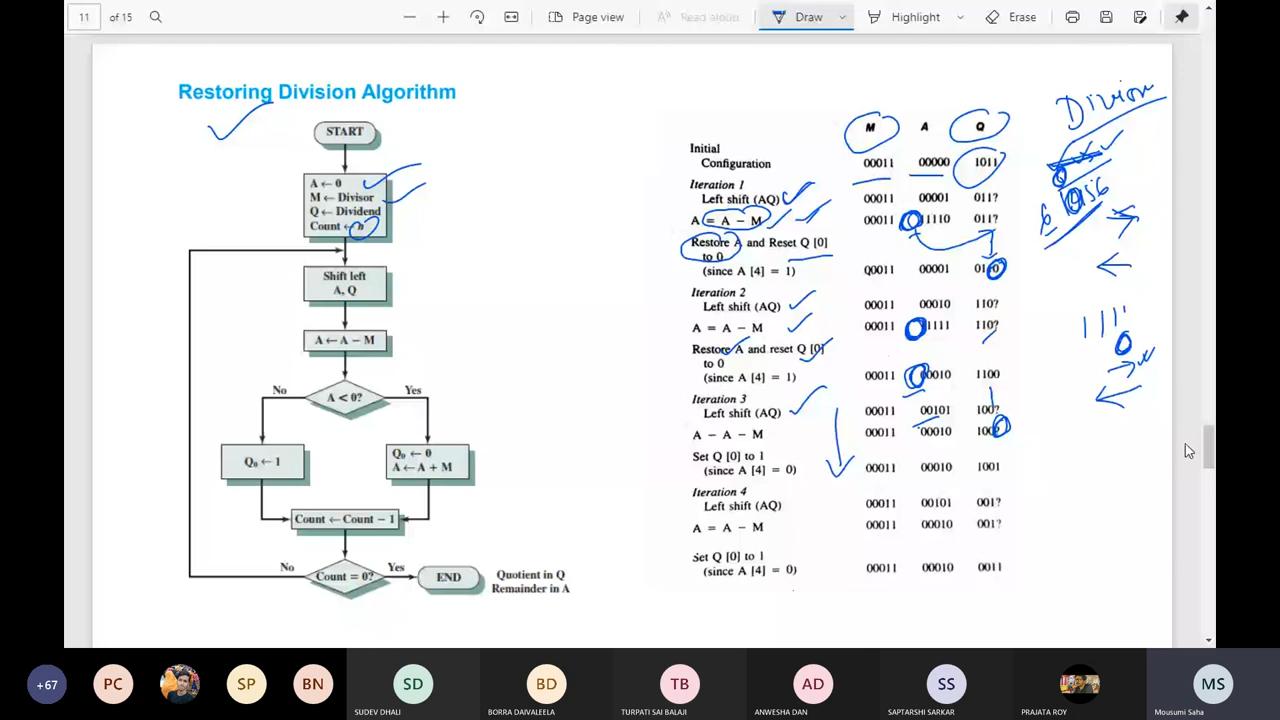 11 of 15
Page view
Read aloud
Draw
Highlight
Erase
Restoring Division Algorithm
START
A ← 0
M ← Divisor
Q ← Dividend
Count ← n
Shift left
A, Q
A ← A − M
No
A < 0?
Yes
Q₀ ← 1
Q₀ ← 0
A ← A + M
Count ← Count − 1
No
Count = 0?
Yes
END
Quotient in Q
Remainder in A
M A Q
Initial
Configuration 00011 00000 1011
Iteration 1
Left shift (AQ) 00011 00001 011?
A = A − M 00011 11110 011?
Restore A and Reset Q [0]
to 0
(since A [4] = 1) 00011 00001 0110
Iteration 2
Left shift (AQ) 00011 00010 110?
A = A − M 00011 11111 110?
Restore A and reset Q [0]
to 0
(since A [4] = 1) 00011 00010 1100
Iteration 3
Left shift (AQ) 00011 00101 100?
A − A − M 00011 00010 100?
Set Q [0] to 1
(since A [4] = 0) 00011 00010 1001
Iteration 4
Left shift (AQ) 00011 00101 001?
A = A − M 00011 00010 001?
Set Q [0] to 1
(since A [4] = 0) 00011 00010 0011
Division
+67
PC
SP
BN
SD
BD
TB
AD
SS
MS
SUDEV DHALI
BORRA DAIVALEELA
TURPATI SAI BALAJI
ANWESHA DAN
SAPTARSHI SARKAR
PRAJATA ROY
Mousumi Saha